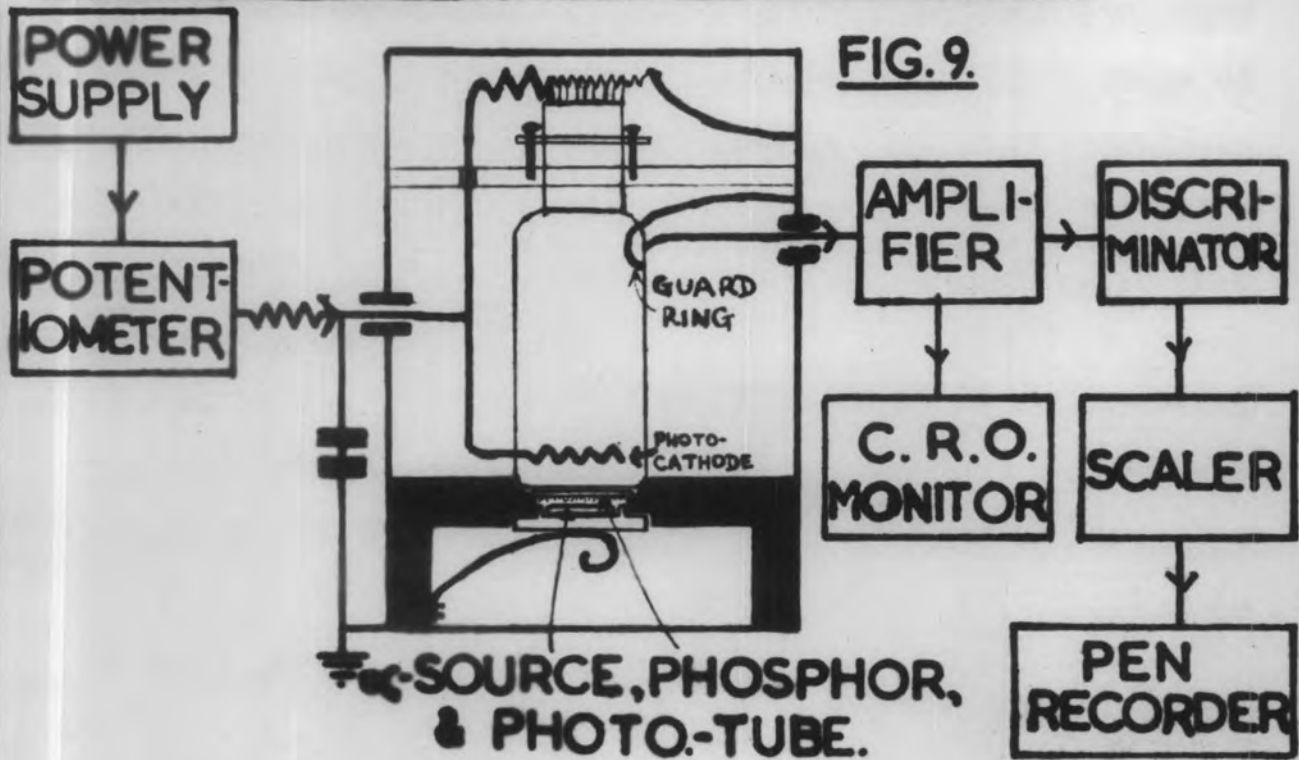 POWER
SUPPLY
FIG. 9.
POTENT-
IOMETER
AMPLI-
FIER
DISCRI-
MINATOR
GUARD
RING
PHOTO-
CATHODE
C. R. O.
MONITOR
SCALER
α-SOURCE, PHOSPHOR,
& PHOTO.-TUBE.
PEN
RECORDER